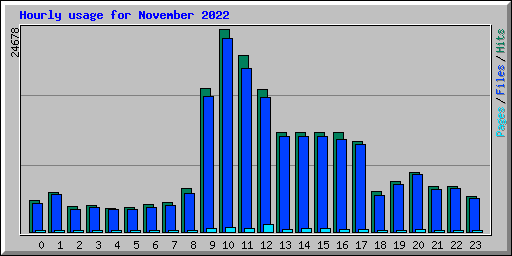 Hourly usage for November 2022
24678
Pages/Files/Hits
0 1 2 3 4 5 6 7 8 9 10 11 12 13 14 15 16 17 18 19 20 21 22 23